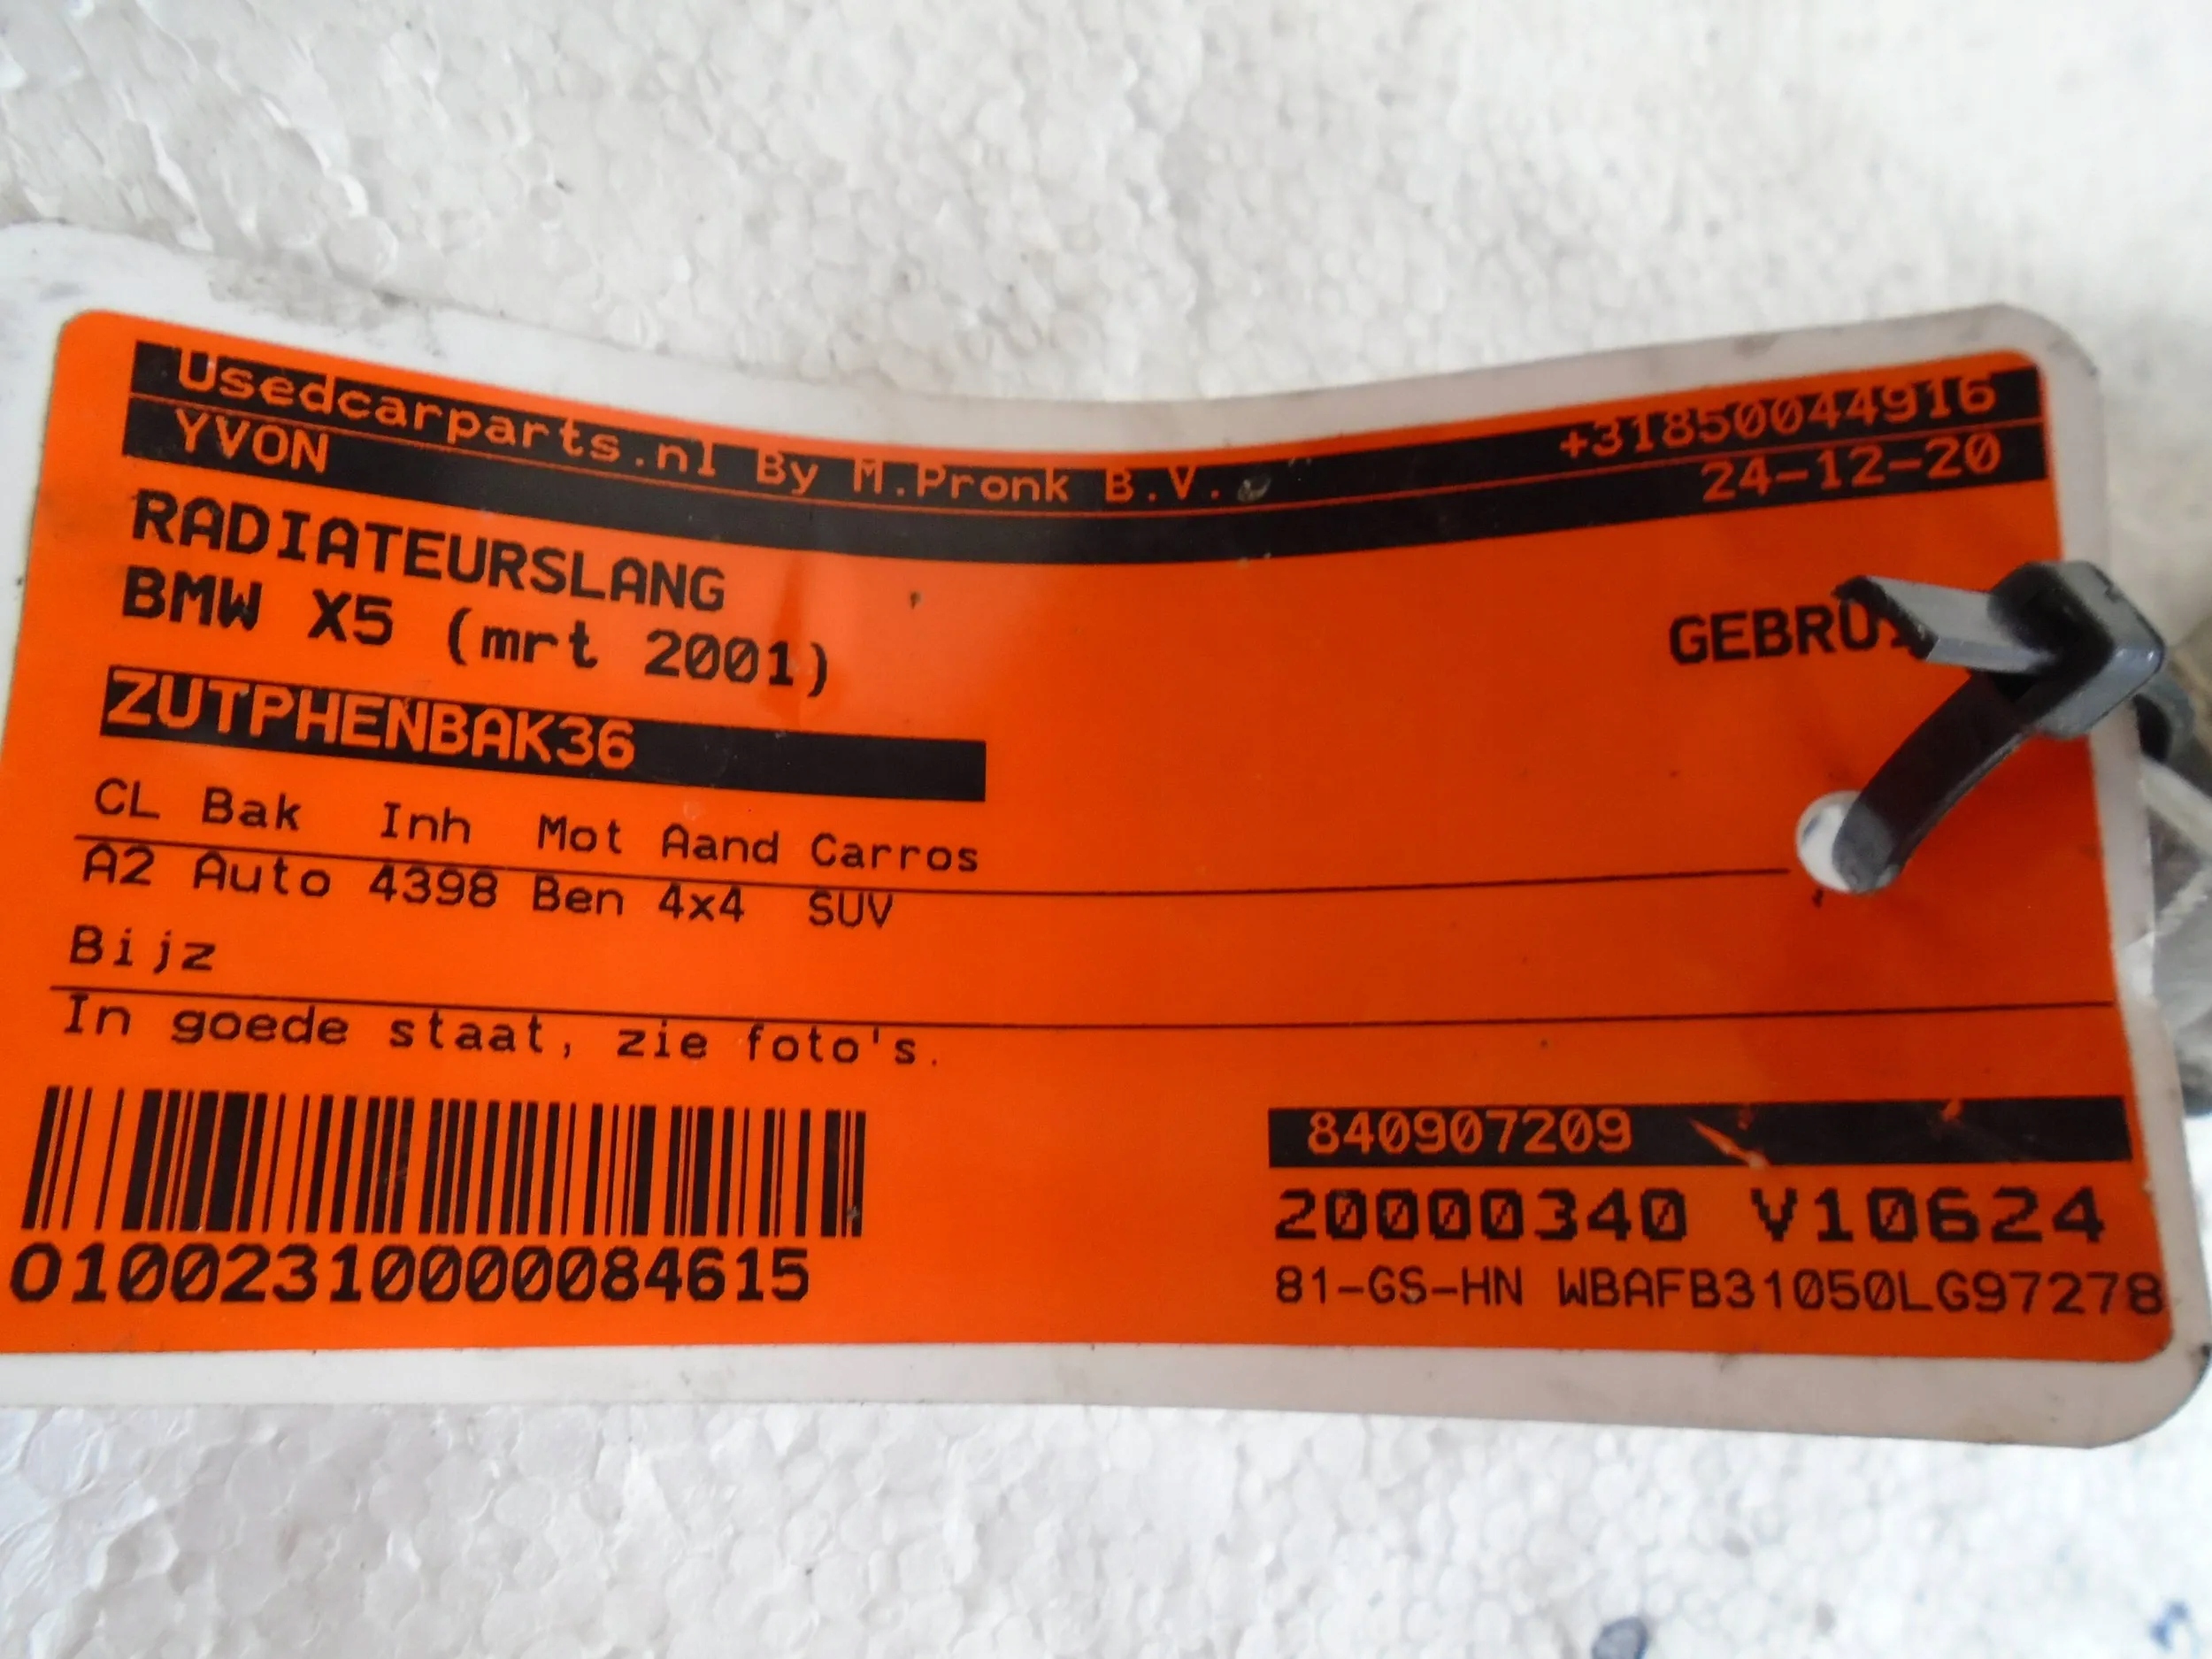 Usedcarparts.nl By M.Pronk B.V. +31850044916
YVON 24-12-20
RADIATEURSLANG
BMW X5 (mrt 2001)
ZUTPHENBAK36
CL Bak Inh Mot Aand Carros
A2 Auto 4398 Ben 4x4 SUV
Bijz
In goede staat, zie foto's.
840907209
20000340 V10624
01002310000084615
81-GS-HN WBAFB31050LG97278